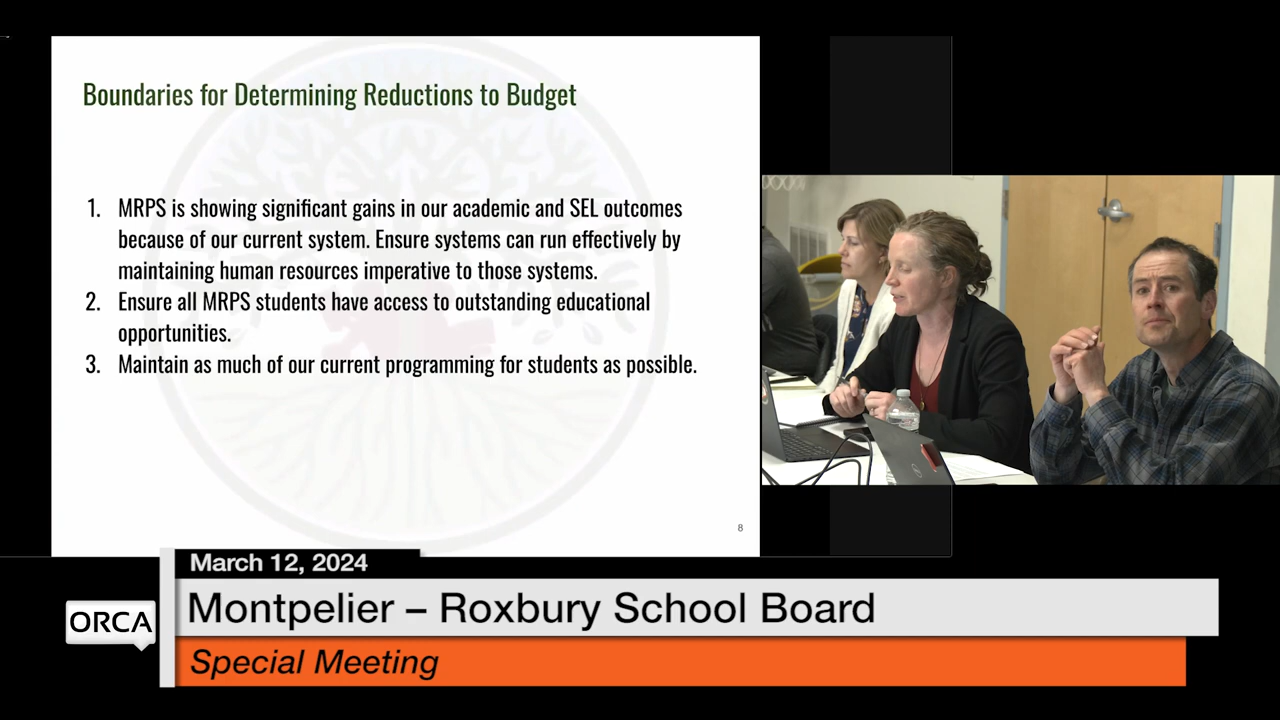 Boundaries for Determining Reductions to Budget
1. MRPS is showing significant gains in our academic and SEL outcomes
because of our current system. Ensure systems can run effectively by
maintaining human resources imperative to those systems.
2. Ensure all MRPS students have access to outstanding educational
opportunities.
3. Maintain as much of our current programming for students as possible.
8
March 12, 2024
ORCA
Montpelier – Roxbury School Board
Special Meeting